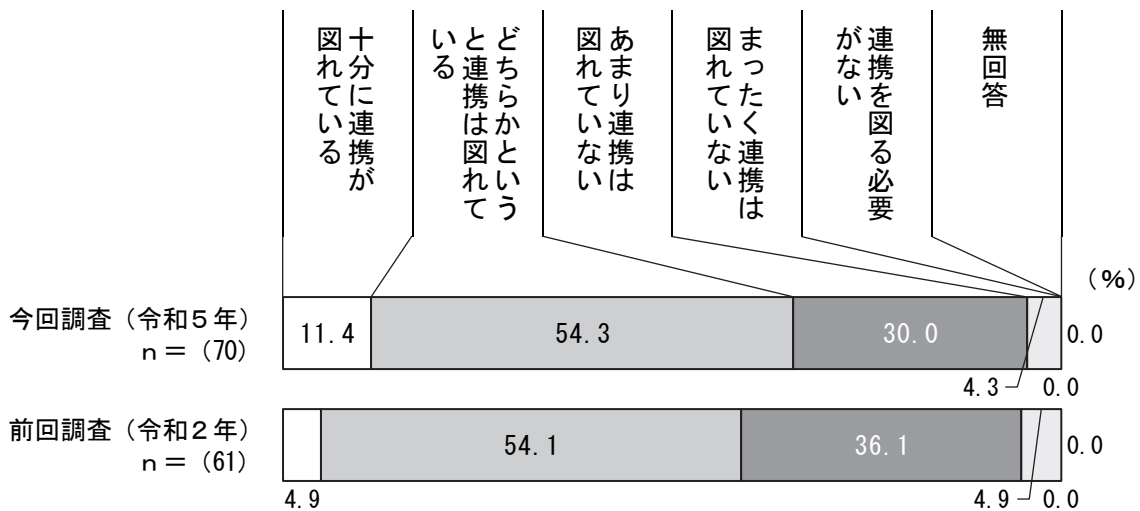 十分に連携が
図れている
どちらかという
と連携は図れて
いる
あまり連携は
図れていない
まったく連携は
図れていない
連携を図る必要
がない
無回答
（％）
今回調査（令和５年）
ｎ＝（70）
11.4
54.3
30.0
0.0
4.3
0.0
前回調査（令和２年）
ｎ＝（61）
54.1
36.1
0.0
4.9
4.9
0.0